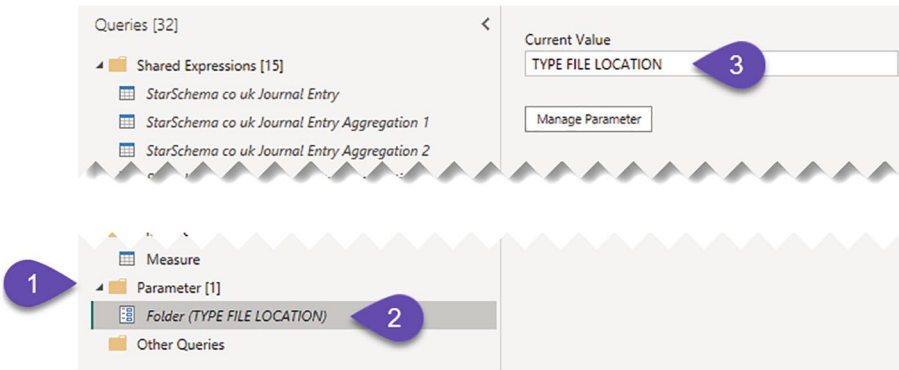 Queries [32]
Shared Expressions [15]
StarSchema co uk Journal Entry
StarSchema co uk Journal Entry Aggregation 1
StarSchema co uk Journal Entry Aggregation 2
Current Value
TYPE FILE LOCATION
3
Manage Parameter
Measure
1
Parameter [1]
Folder (TYPE FILE LOCATION)
2
Other Queries